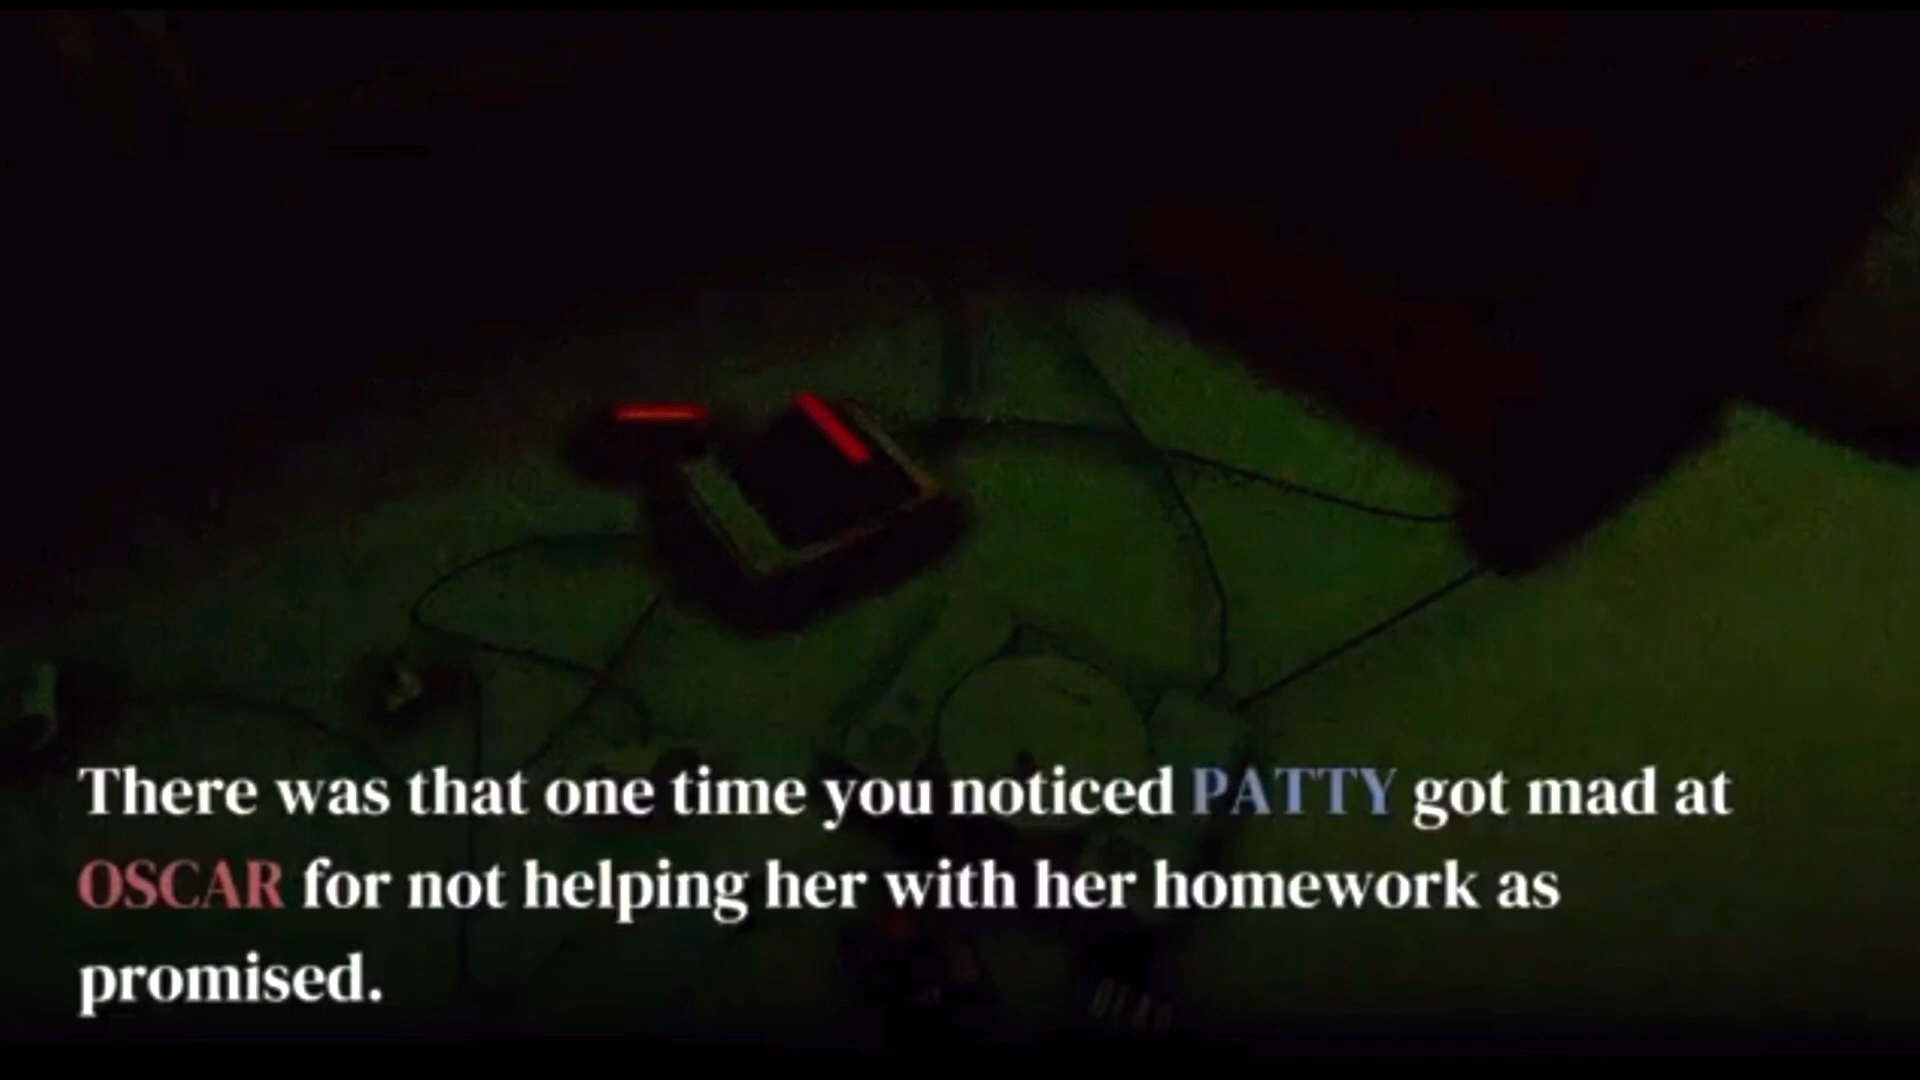 There was that one time you noticed PATTY got mad at
OSCAR for not helping her with her homework as
promised.